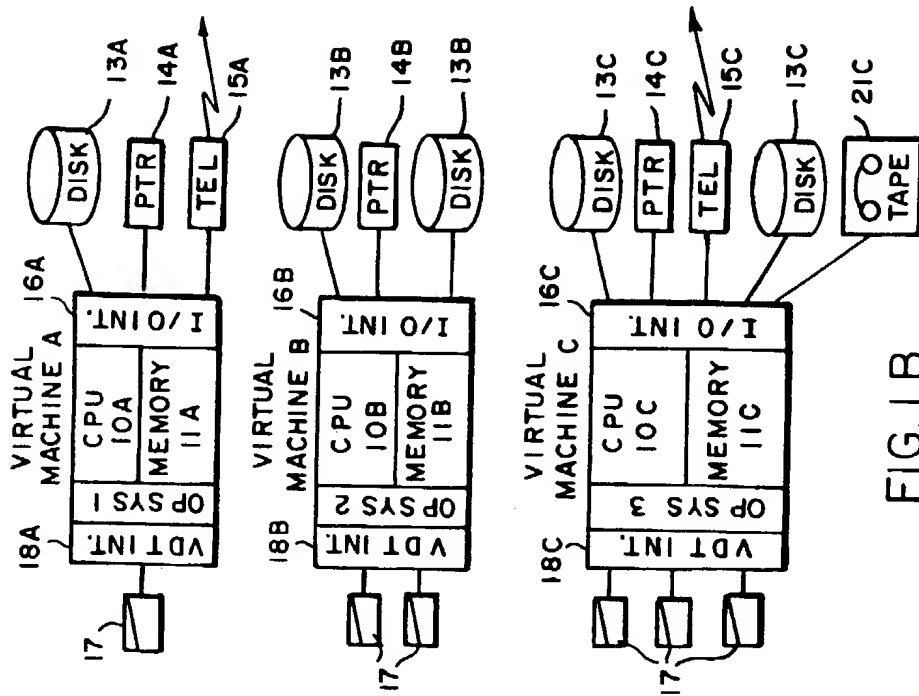 VIRTUAL
MACHINE A
18A
16A
17
VDT INT.
OP SYS 1
CPU
10A
MEMORY
11A
I/O INT.
DISK
13A
PTR
14A
TEL
15A
VIRTUAL
MACHINE B
18B
16B
17
VDT INT.
OP SYS 2
CPU
10B
MEMORY
11B
I/O INT.
DISK
13B
PTR
14B
DISK
13B
VIRTUAL
MACHINE C
18C
16C
17
VDT INT.
OP SYS 3
CPU
10C
MEMORY
11C
I/O INT.
DISK
13C
PTR
14C
TEL
15C
DISK
13C
TAPE
21C
FIG. 1B